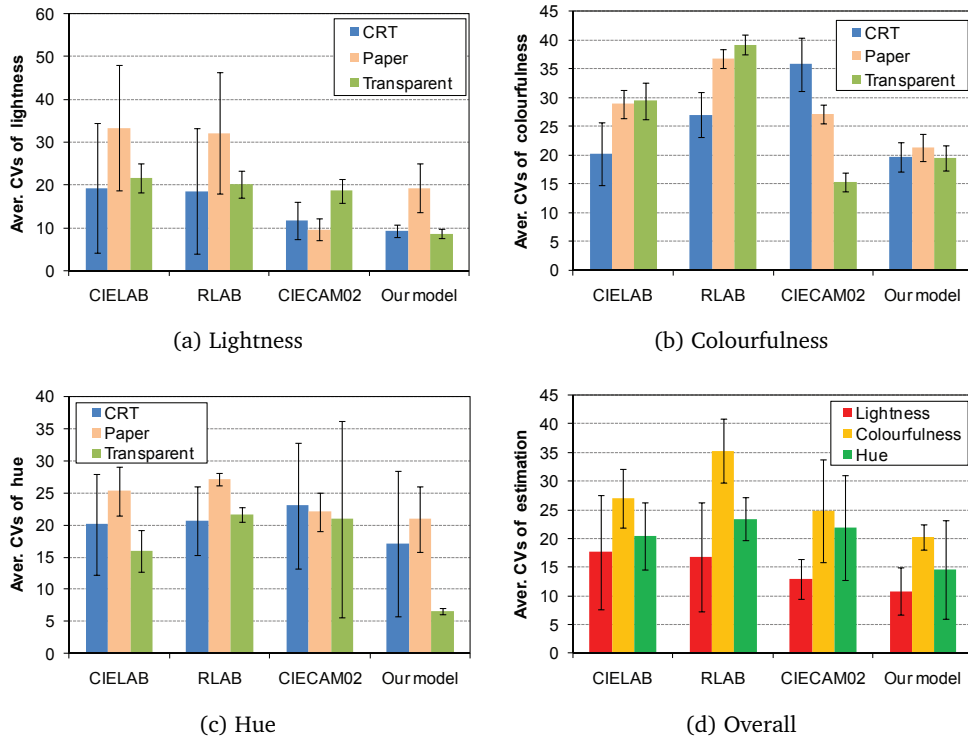 Aver. CVs of lightness
60
50
40
30
20
10
0
CRT
Paper
Transparent
CIELAB RLAB CIECAM02 Our model
(a) Lightness
Aver. CVs of colourfulness
45
40
35
30
25
20
15
10
5
0
CRT
Paper
Transparent
CIELAB RLAB CIECAM02 Our model
(b) Colourfulness
Aver. CVs of hue
40
35
30
25
20
15
10
5
0
CRT
Paper
Transparent
CIELAB RLAB CIECAM02 Our model
(c) Hue
Aver. CVs of estimation
45
40
35
30
25
20
15
10
5
0
Lightness
Colourfulness
Hue
CIELAB RLAB CIECAM02 Our model
(d) Overall